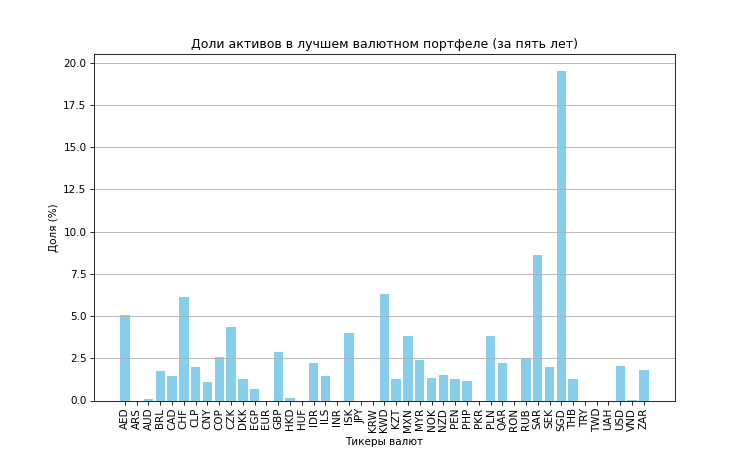 Доли активов в лучшем валютном портфеле (за пять лет)
20.0
17.5
15.0
12.5
10.0
7.5
5.0
2.5
0.0
Доля (%)
AED ARS AUD BRL CAD CHF CLP CNY COP CZK DKK EGP EUR GBP HKD HUF IDR ILS INR ISK JPY KRW KWD KZT MXN MYR NOK NZD PEN PHP PKR PLN QAR RON RUB SAR SEK SGD THB TRY TWD UAH USD VND ZAR
Тикеры валют